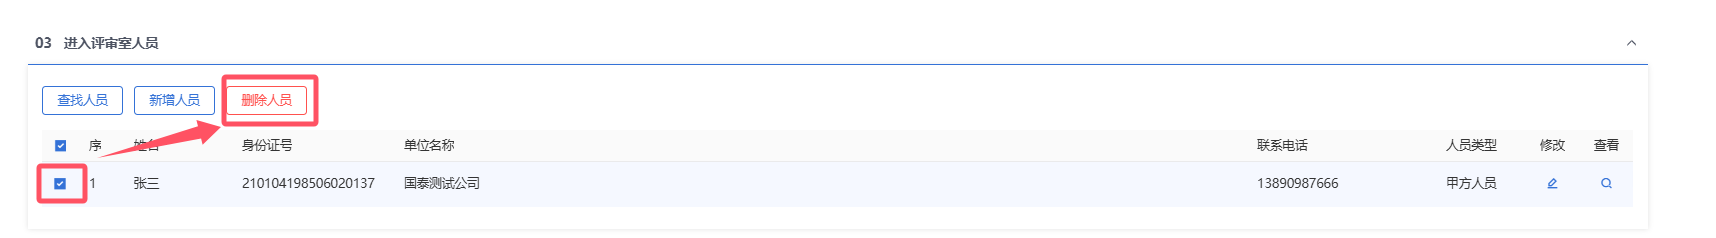 03 进入评审室人员
查找人员 新增人员 删除人员
序 姓名 身份证号 单位名称 联系电话 人员类型 修改 查看
1 张三 210104198506020137 国泰测试公司 13890987666 甲方人员